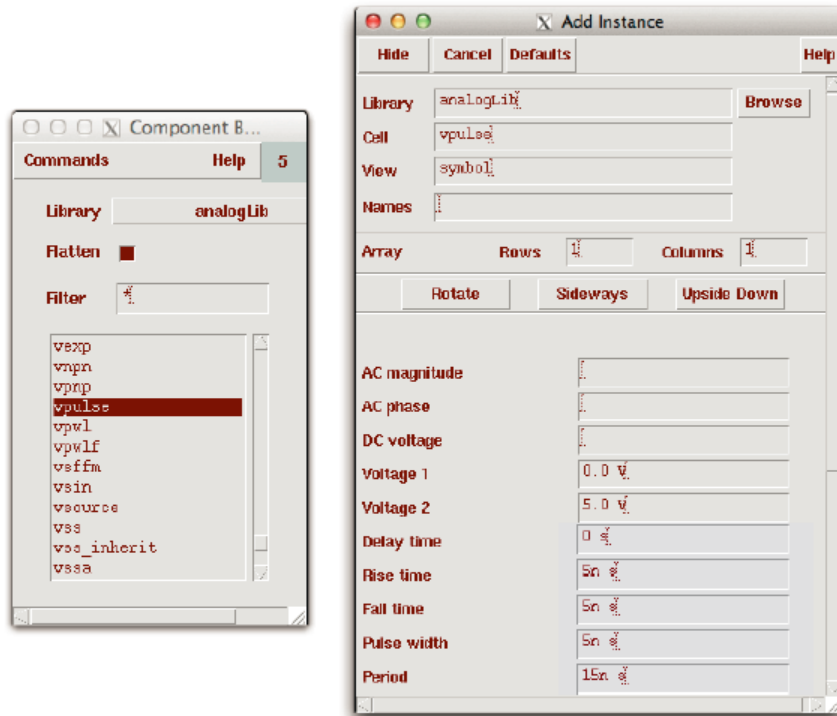 Component B...
Commands Help 5
Library analogLib
Flatten
Filter *
vexp
vnpn
vpnp
vpulse
vpwl
vpwlf
vsffm
vsin
vsource
vss
vss_inherit
vssa
Add Instance
Hide Cancel Defaults Help
Library analogLib Browse
Cell vpulse
View symbol
Names
Array Rows 1 Columns 1
Rotate Sideways Upside Down
AC magnitude
AC phase
DC voltage
Voltage 1 0.0 V
Voltage 2 5.0 V
Delay time 0 s
Rise time 5n s
Fall time 5n s
Pulse width 5n s
Period 15n s